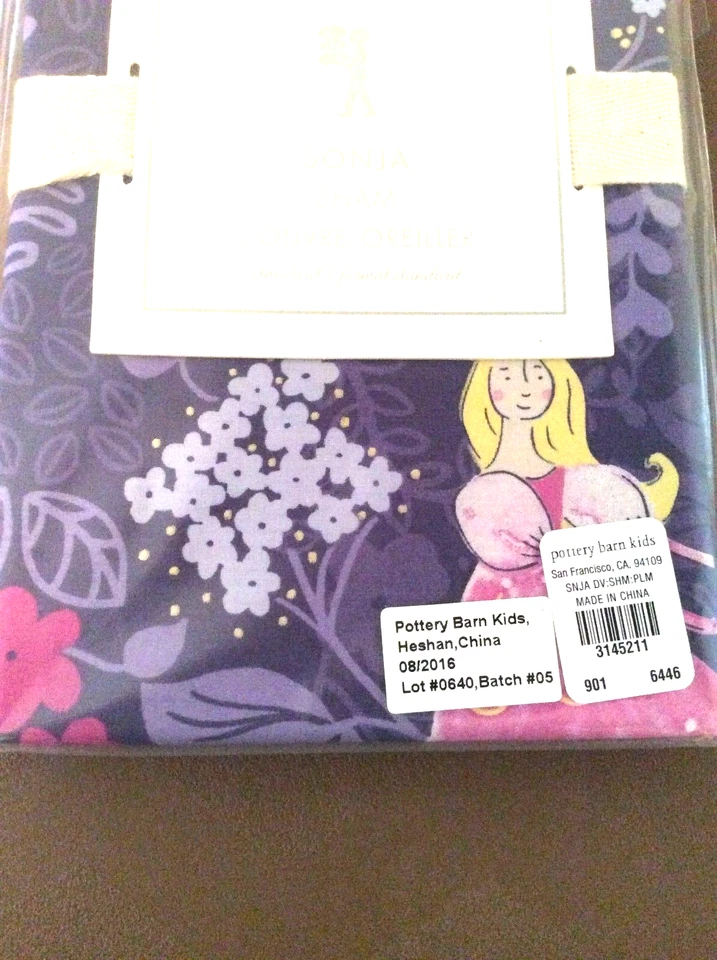 SONJA
pottery barn kids
San Francisco, CA. 94109
SNJA DV:SHM:PLM
MADE IN CHINA
3145211
901 6446
Pottery Barn Kids,
Heshan,China
08/2016
Lot #0640,Batch #05